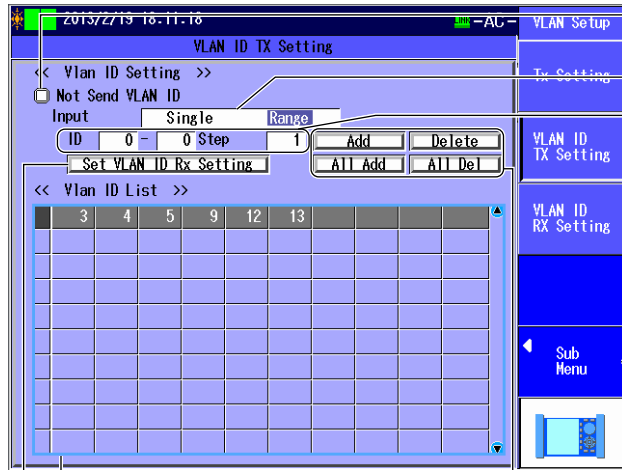 2013/2/19 18:11:18
LINK -AC-
VLAN Setup
VLAN ID TX Setting
<< Vlan ID Setting >>
Tx Setting
Not Send VLAN ID
Input Single Range
ID 0 - 0 Step 1 Add Delete
VLAN ID
TX Setting
Set VLAN ID Rx Setting All Add All Del
<< Vlan ID List >>
3 4 5 9 12 13
VLAN ID
RX Setting
Sub
Menu